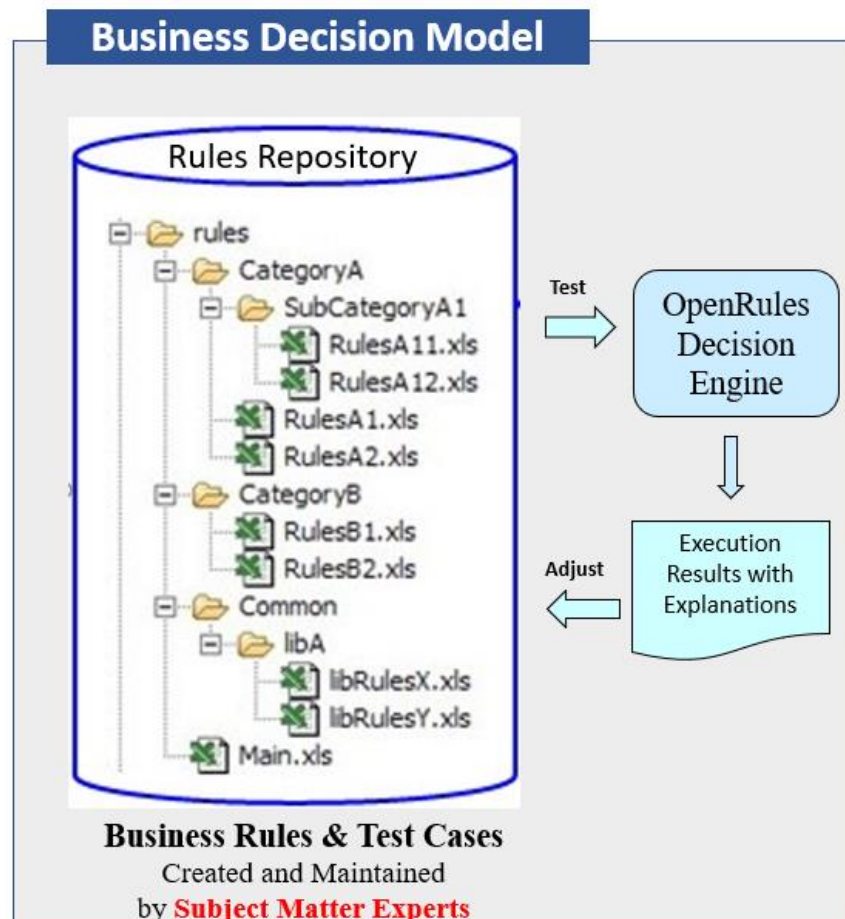 Business Decision Model
Rules Repository
rules
CategoryA
SubCategoryA1
RulesA11.xls
RulesA12.xls
RulesA1.xls
RulesA2.xls
CategoryB
RulesB1.xls
RulesB2.xls
Common
libA
libRulesX.xls
libRulesY.xls
Main.xls
Business Rules & Test Cases
Created and Maintained
by Subject Matter Experts
Test
OpenRules
Decision
Engine
Execution
Results with
Explanations
Adjust